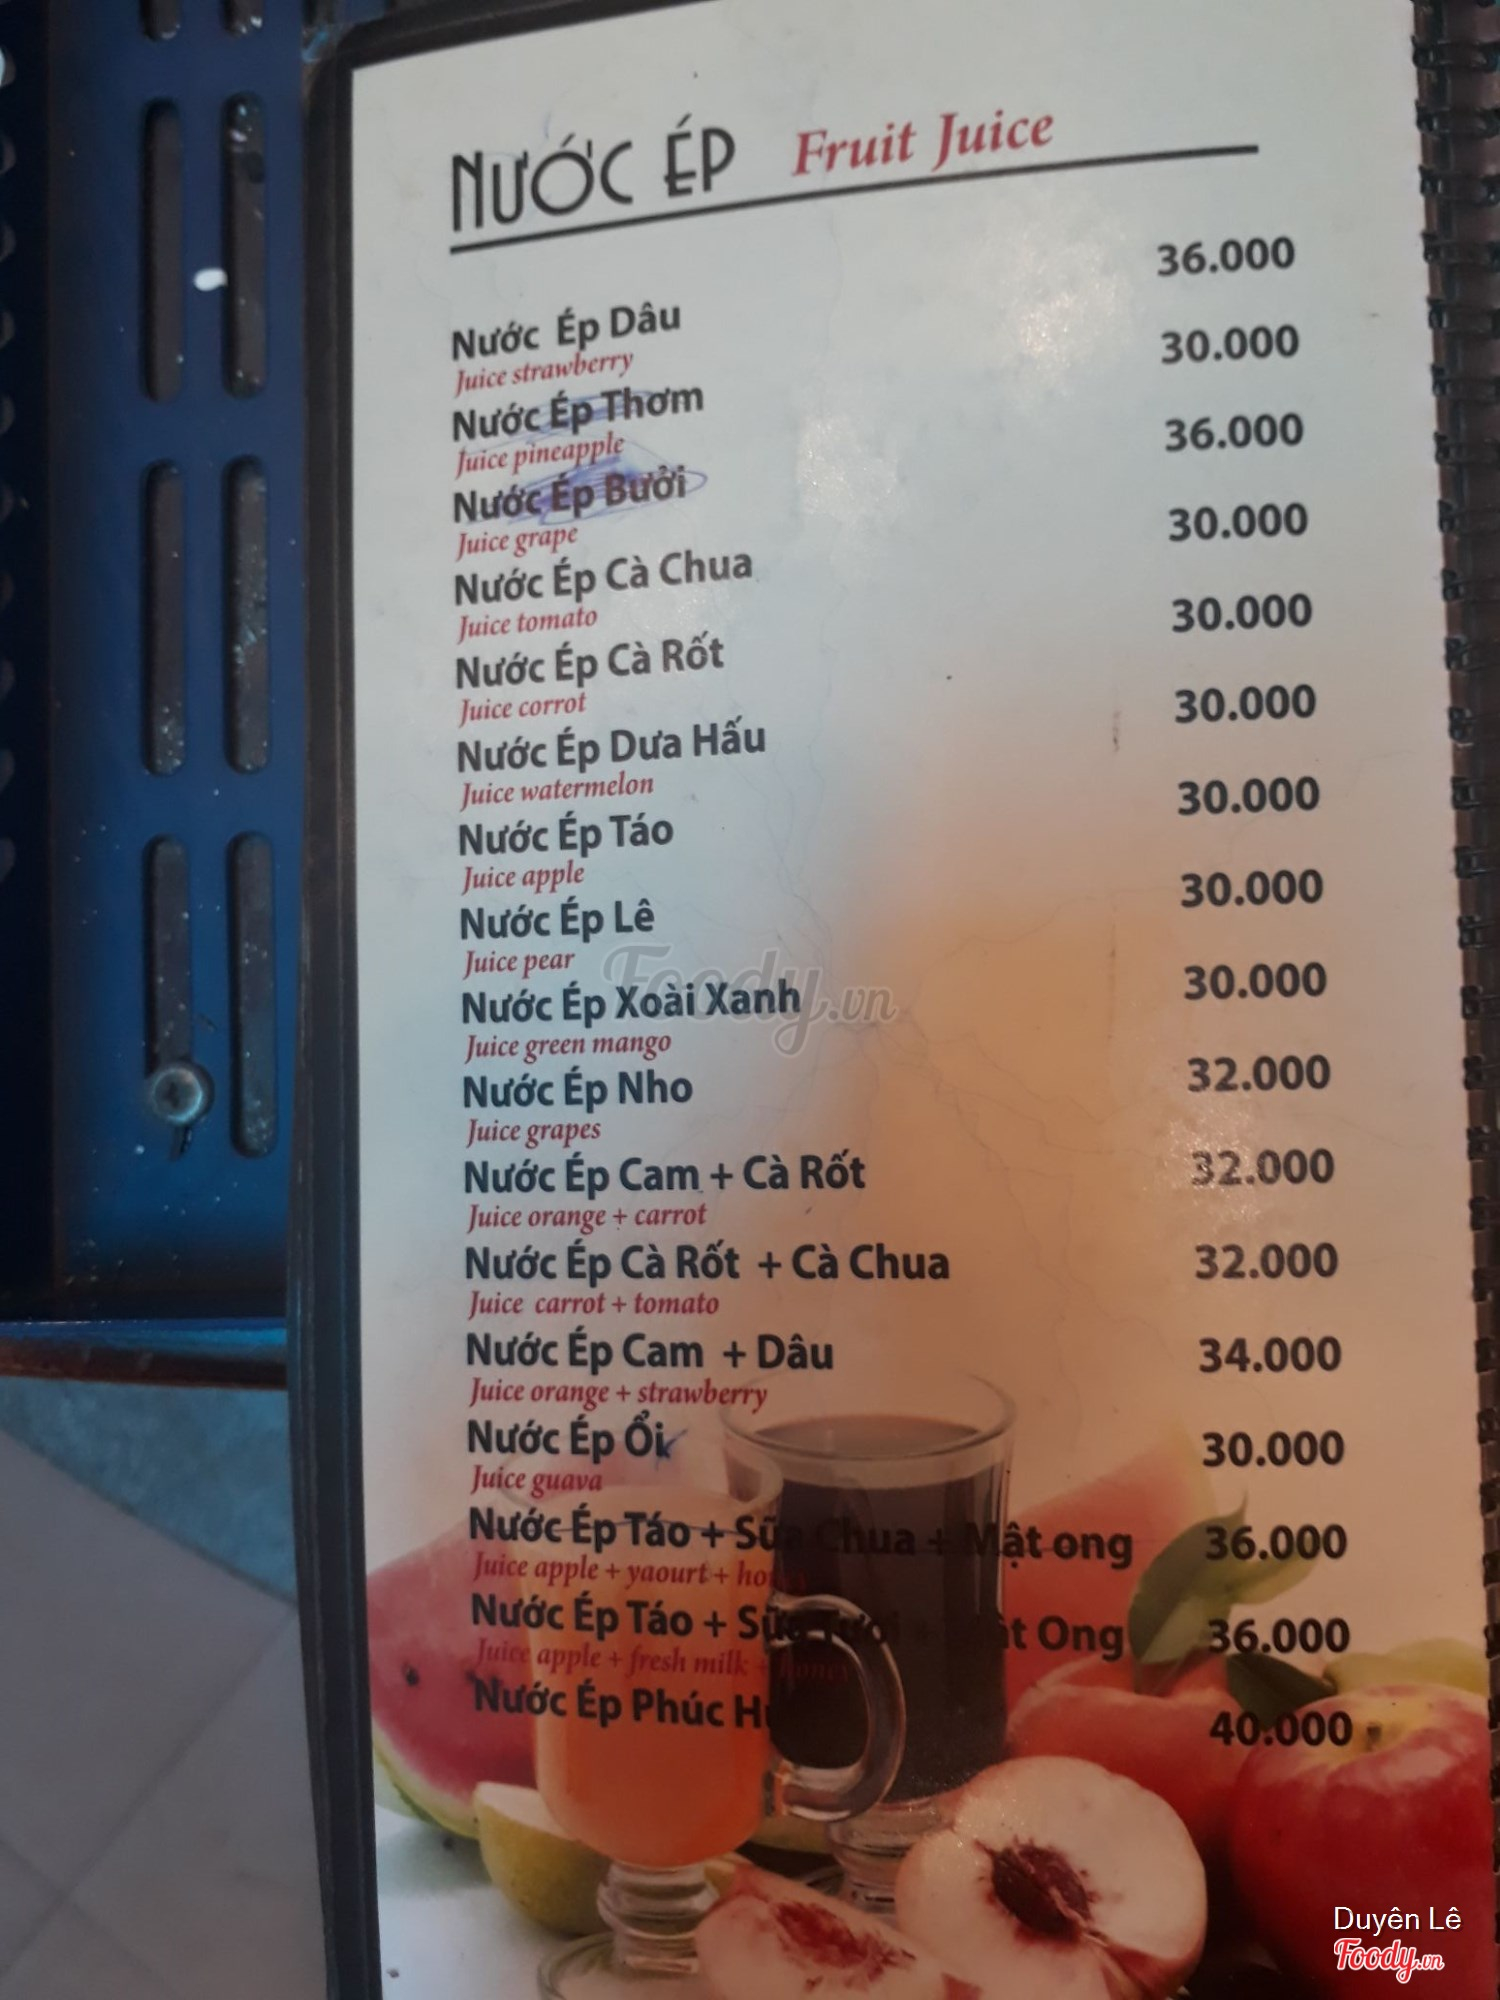 NƯỚC ÉP Fruit Juice
Nước Ép Dâu 36.000
Juice strawberry
Nước Ép Thơm 30.000
Juice pineapple
Nước Ép Bưởi 36.000
Juice grape
Nước Ép Cà Chua 30.000
Juice tomato
Nước Ép Cà Rốt 30.000
Juice corrot
Nước Ép Dưa Hấu 30.000
Juice watermelon
Nước Ép Táo 30.000
Juice apple
Nước Ép Lê 30.000
Juice pear
Nước Ép Xoài Xanh 30.000
Juice green mango
Nước Ép Nho 32.000
Juice grapes
Nước Ép Cam + Cà Rốt 32.000
Juice orange + carrot
Nước Ép Cà Rốt + Cà Chua 32.000
Juice carrot + tomato
Nước Ép Cam + Dâu 34.000
Juice orange + strawberry
Nước Ép Ổi 30.000
Juice guava
Nước Ép Táo + Sữa Chua + Mật ong 36.000
Juice apple + yaourt + honey
Nước Ép Táo + Sữa Tươi + Mật Ong 36.000
Juice apple + fresh milk + honey
Nước Ép Phúc 40.000
Foody.vn
Duyên Lê
Foody.vn